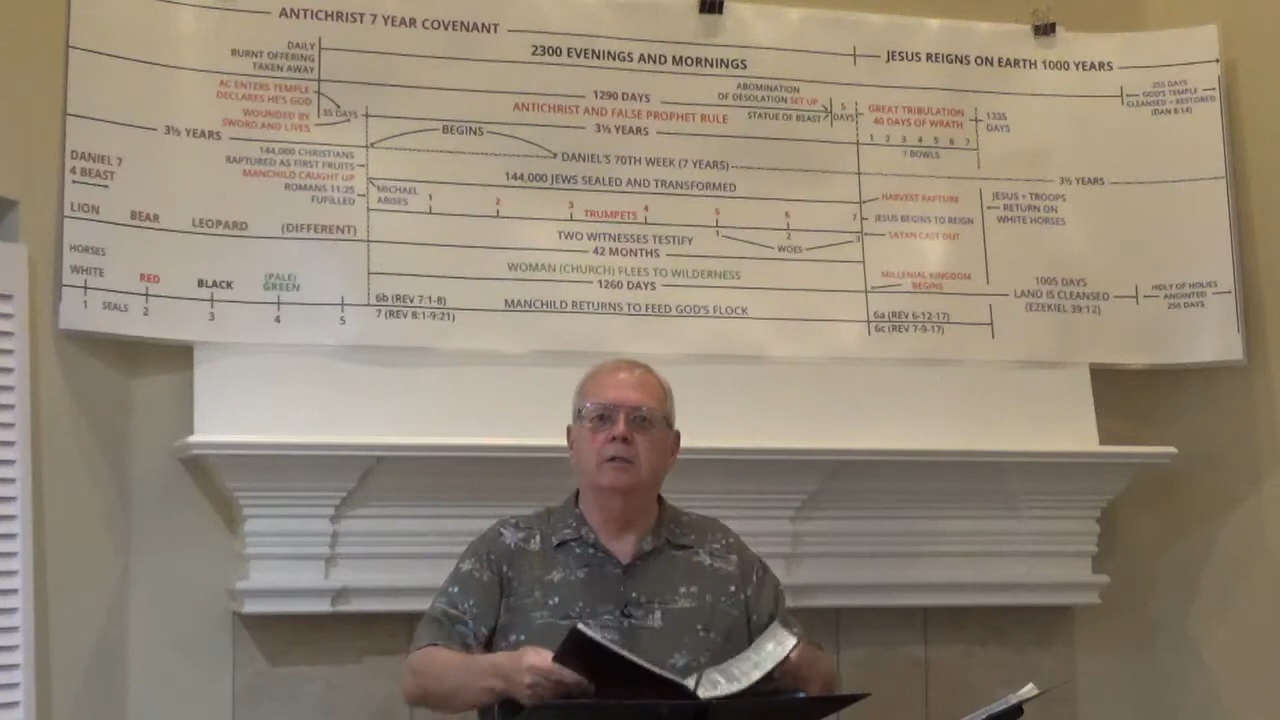 ANTICHRIST 7 YEAR COVENANT
DAILY
BURNT OFFERING
TAKEN AWAY
2300 EVENINGS AND MORNINGS
JESUS REIGNS ON EARTH 1000 YEARS
AC ENTERS TEMPLE
DECLARES HE'S GOD
WOUNDED BY
SWORD AND LIVES
35 DAYS
1290 DAYS
ANTICHRIST AND FALSE PROPHET RULE
3½ YEARS
ABOMINATION
OF DESOLATION SET UP
STATUE OF BEAST
5
DAYS
GREAT TRIBULATION
40 DAYS OF WRATH
1 2 3 4 5 6 7
7 BOWLS
1335
DAYS
255 DAYS
GOD'S TEMPLE
CLEANSED + RESTORED
(DAN 8:14)
3½ YEARS
BEGINS
DANIEL'S 70TH WEEK (7 YEARS)
3½ YEARS
144,000 CHRISTIANS
RAPTURED AS FIRST FRUITS
MANCHILD CAUGHT UP
ROMANS 11:25
FUFILLED
MICHAEL
ARISES
144,000 JEWS SEALED AND TRANSFORMED
1 2 3 TRUMPETS 4 5 6 7
1 2 3
WOES
HARVEST RAPTURE
JESUS BEGINS TO REIGN
SATAN CAST OUT
JESUS + TROOPS
RETURN ON
WHITE HORSES
DANIEL 7
4 BEAST
LION BEAR LEOPARD (DIFFERENT)
TWO WITNESSES TESTIFY
42 MONTHS
WOMAN (CHURCH) FLEES TO WILDERNESS
1260 DAYS
MANCHILD RETURNS TO FEED GOD'S FLOCK
HORSES
WHITE RED BLACK (PALE)
GREEN
1 SEALS 2 3 4 5
6b (REV 7:1-8)
7 (REV 8:1-9:21)
MILLENIAL KINGDOM
BEGINS
6a (REV 6-12-17)
6c (REV 7-9-17)
1005 DAYS
LAND IS CLEANSED
(EZEKIEL 39:12)
HOLY OF HOLIES
ANOINTED
255 DAYS